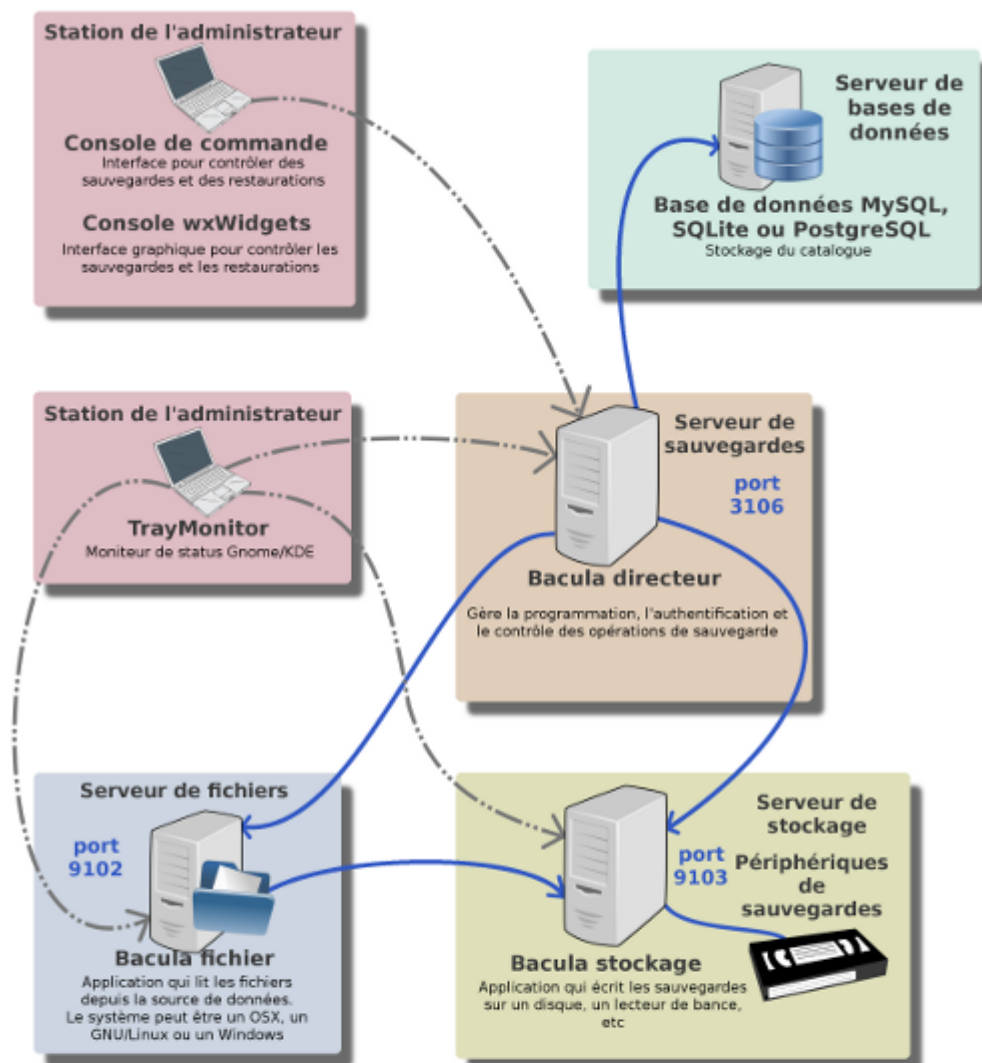 Station de l'administrateur
Console de commande
Interface pour contrôler des
sauvegardes et des restaurations
Console wxWidgets
Interface graphique pour contrôler les
sauvegardes et les restaurations
Serveur de
bases de
données
Base de données MySQL,
SQLite ou PostgreSQL
Stockage du catalogue
Station de l'administrateur
TrayMonitor
Moniteur de status Gnome/KDE
Serveur de
sauvegardes
port
3106
Bacula directeur
Gère la programmation, l'authentification et
le contrôle des opérations de sauvegarde
Serveur de fichiers
port
9102
Bacula fichier
Application qui lit les fichiers
depuis la source de données.
Le système peut être un OSX, un
GNU/Linux ou un Windows
Serveur de
stockage
port
9103
Périphériques
de
sauvegardes
Bacula stockage
Application qui écrit les sauvegardes
sur un disque, un lecteur de bance,
etc